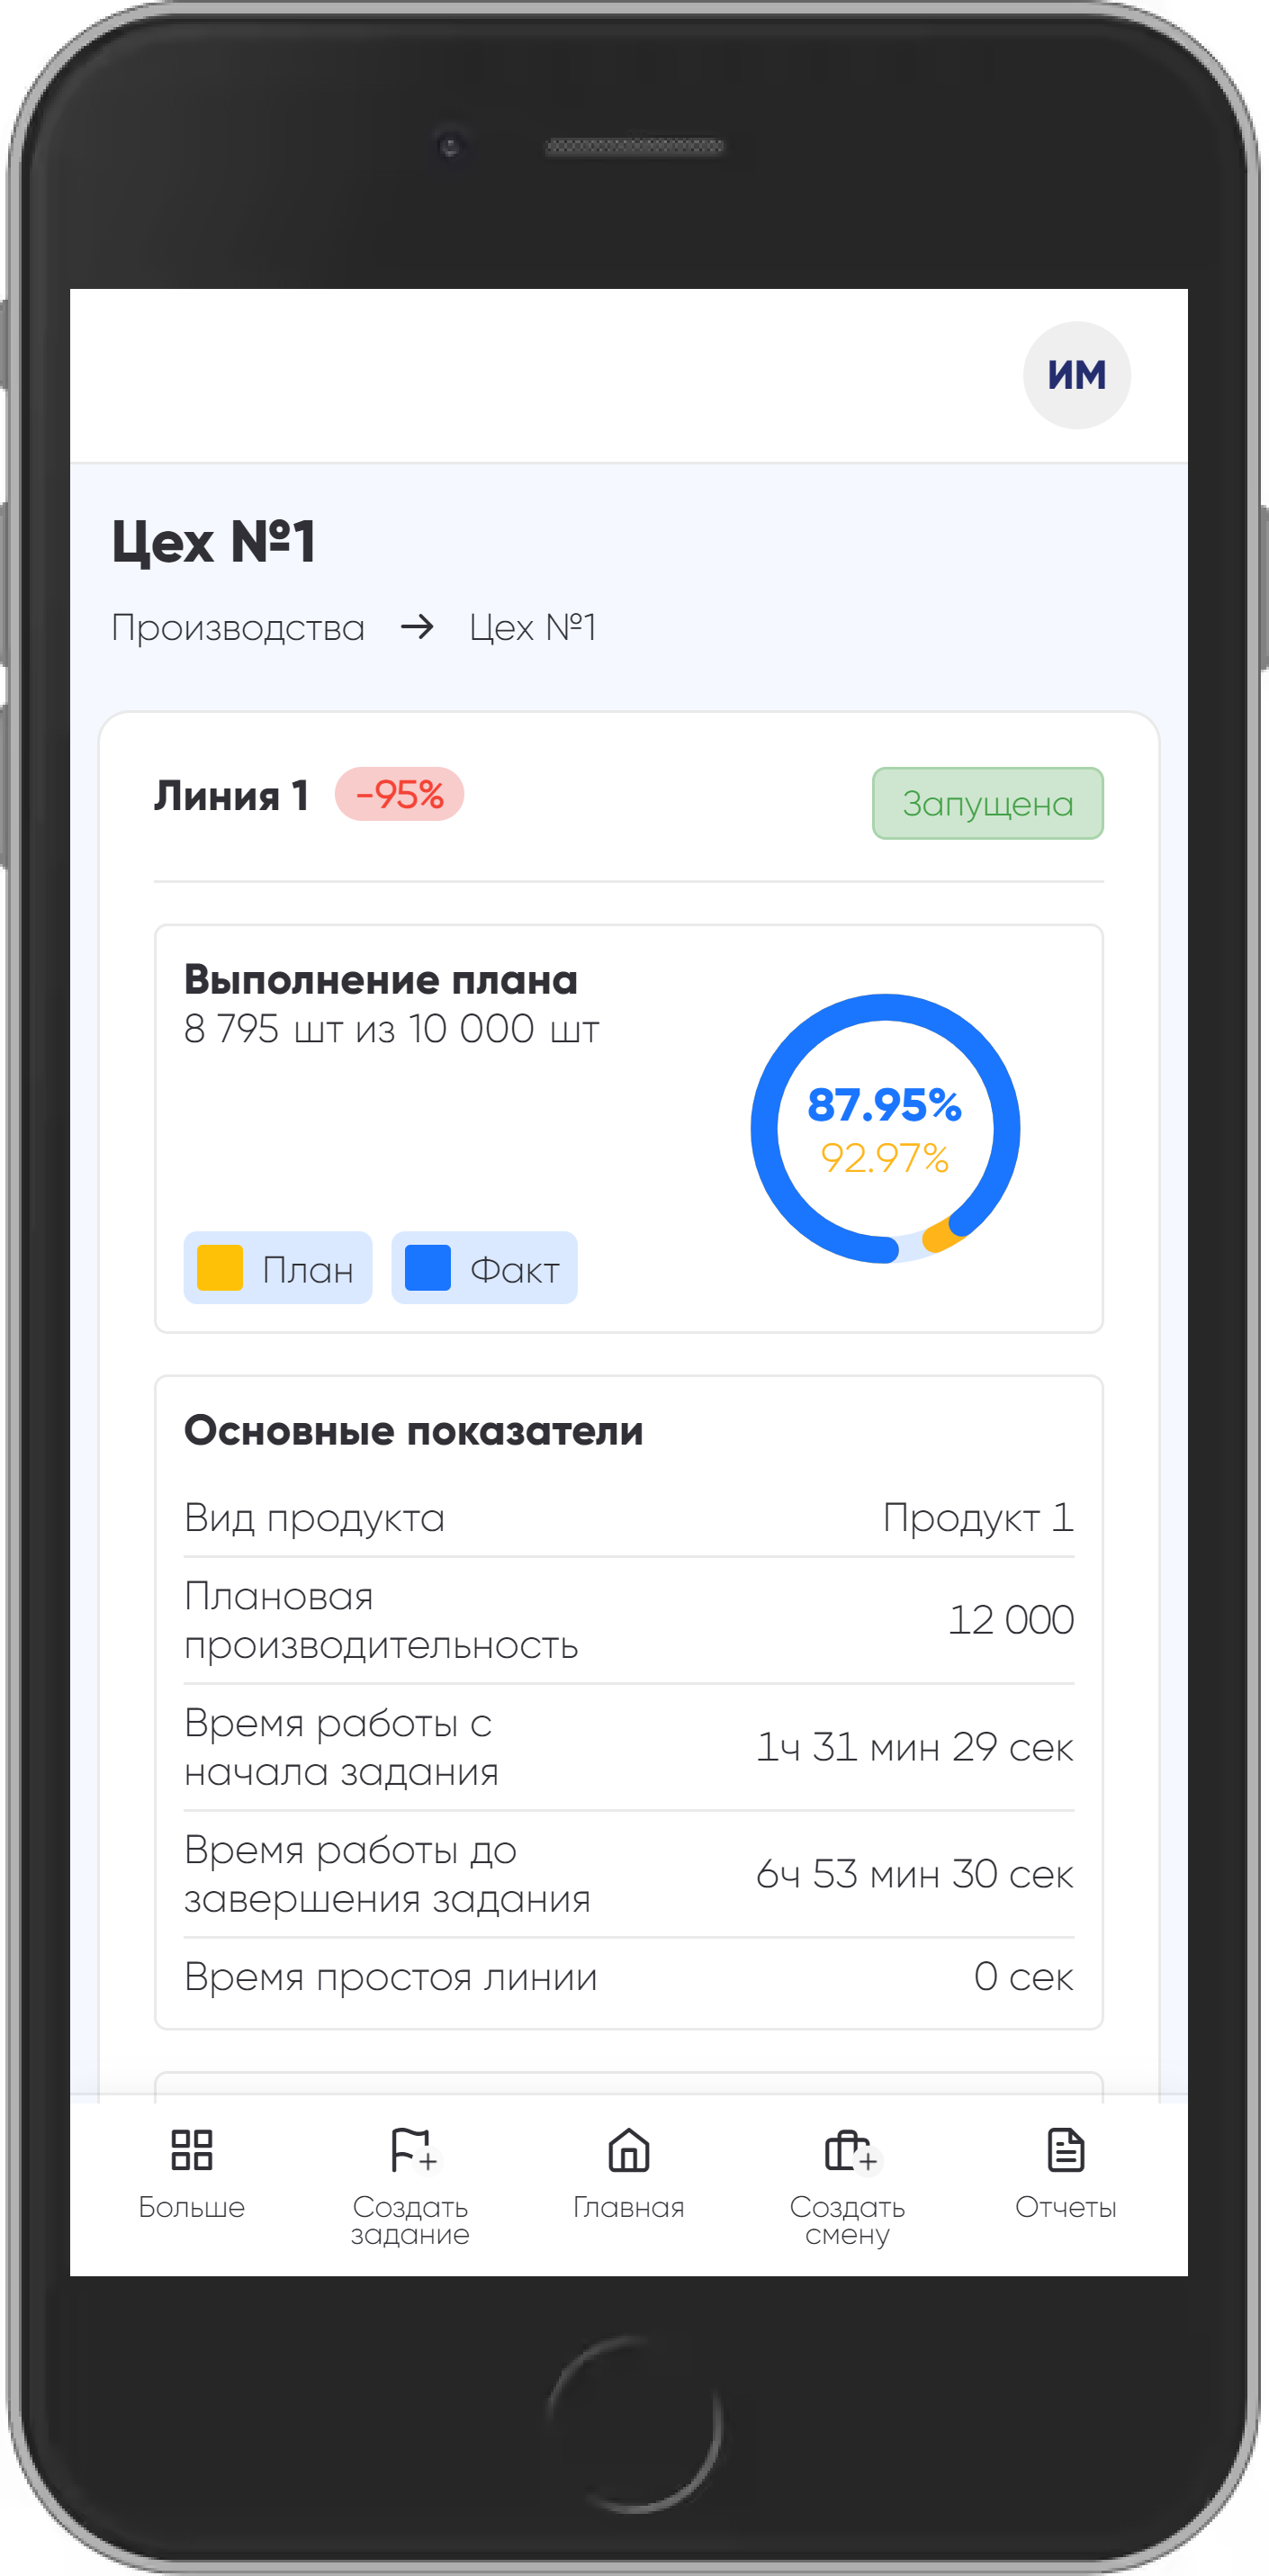 ИМ
Цех №1
Производства → Цех №1
Линия 1 -95% Запущена
Выполнение плана
8 795 шт из 10 000 шт
87.95%
92.97%
План Факт
Основные показатели
Вид продукта Продукт 1
Плановая
производительность 12 000
Время работы с
начала задания 1ч 31 мин 29 сек
Время работы до
завершения задания 6ч 53 мин 30 сек
Время простоя линии 0 сек
Больше
Создать
задание
Главная
Создать
смену
Отчеты